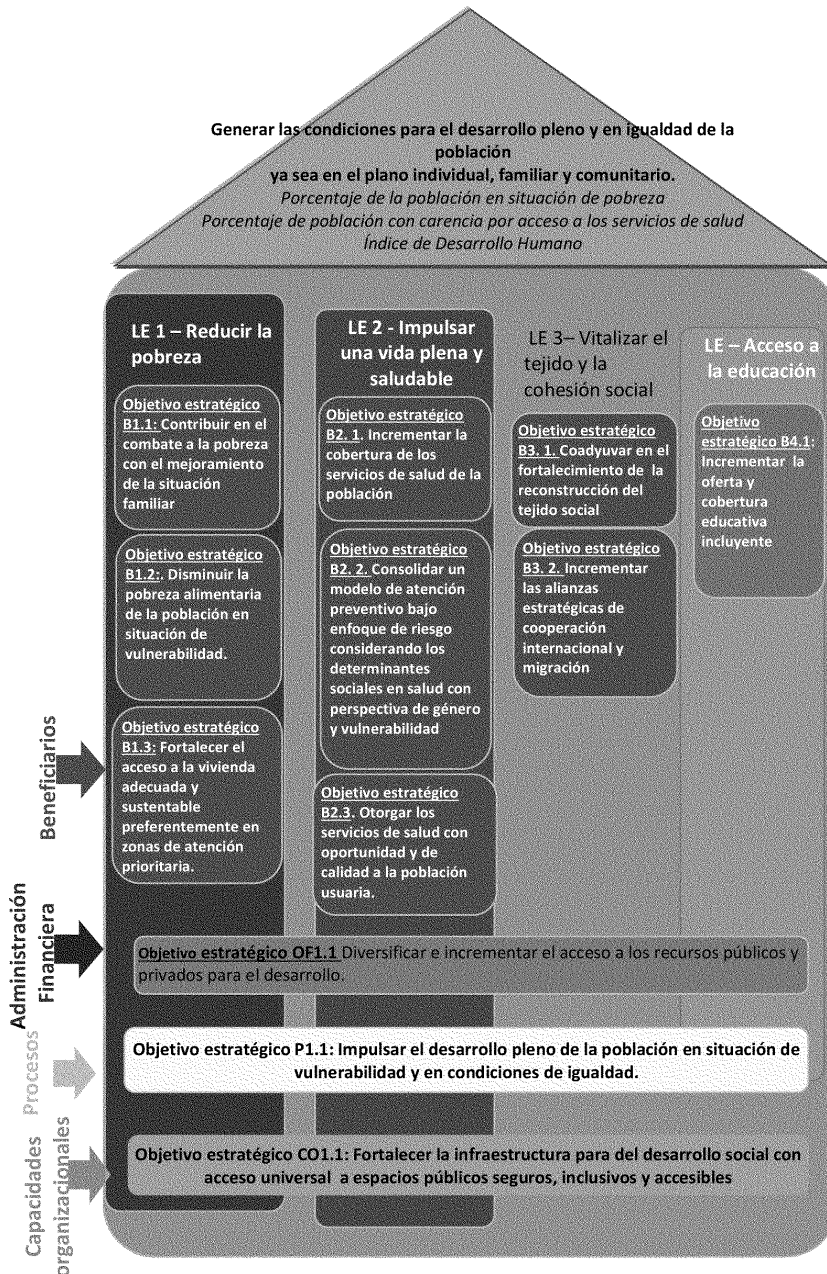 Generar las condiciones para el desarrollo pleno y en igualdad de la
población
ya sea en el plano individual, familiar y comunitario.
Porcentaje de la población en situación de pobreza
Porcentaje de población con carencia por acceso a los servicios de salud
Índice de Desarrollo Humano
LE 1 – Reducir la
pobreza
Objetivo estratégico
B1.1: Contribuir en el
combate a la pobreza
con el mejoramiento
de la situación
familiar
Objetivo estratégico
B1.2:. Disminuir la
pobreza alimentaria
de la población en
situación de
vulnerabilidad.
Objetivo estratégico
B1.3: Fortalecer el
acceso a la vivienda
adecuada y
sustentable
preferentemente en
zonas de atención
prioritaria.
LE 2 - Impulsar
una vida plena y
saludable
Objetivo estratégico
B2. 1. Incrementar la
cobertura de los
servicios de salud de la
población
Objetivo estratégico
B2. 2. Consolidar un
modelo de atención
preventivo bajo
enfoque de riesgo
considerando los
determinantes
sociales en salud con
perspectiva de género
y vulnerabilidad
Objetivo estratégico
B2.3. Otorgar los
servicios de salud con
oportunidad y de
calidad a la población
usuaria.
LE 3– Vitalizar el
tejido y la
cohesión social
Objetivo estratégico
B3. 1. Coadyuvar en el
fortalecimiento de la
reconstrucción del
tejido social
Objetivo estratégico
B3. 2. Incrementar
las alianzas
estratégicas de
cooperación
internacional y
migración
LE – Acceso a
la educación
Objetivo
estratégico B4.1:
Incrementar la
oferta y
cobertura
educativa
incluyente
Beneficiarios
Administración
Financiera
Objetivo estratégico OF1.1 Diversificar e incrementar el acceso a los recursos públicos y
privados para el desarrollo.
Procesos
Objetivo estratégico P1.1: Impulsar el desarrollo pleno de la población en situación de
vulnerabilidad y en condiciones de igualdad.
Capacidades
organizacionales
Objetivo estratégico CO1.1: Fortalecer la infraestructura para del desarrollo social con
acceso universal a espacios públicos seguros, inclusivos y accesibles